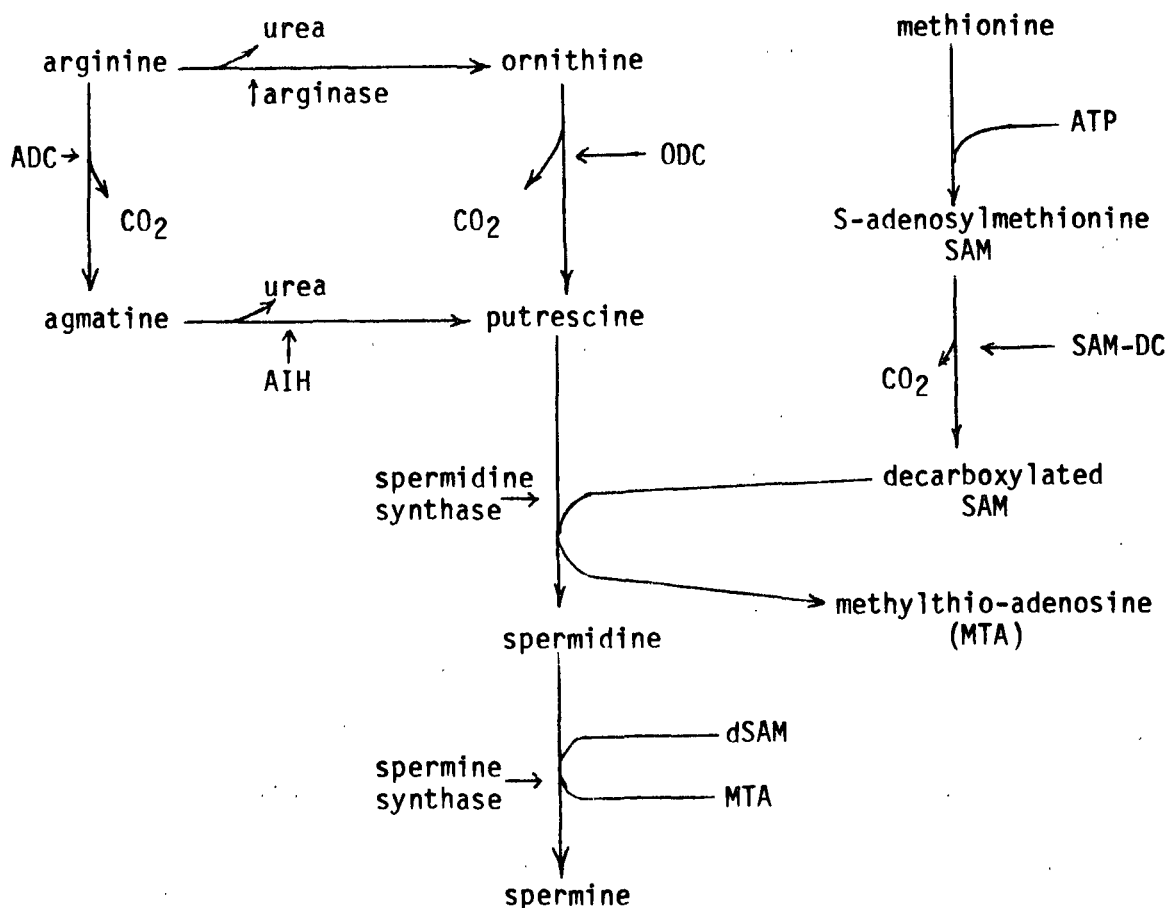 urea
methionine
arginine
ornithine
↑arginase
ATP
ADC→
ODC
CO2
CO2
S-adenosylmethionine
SAM
urea
agmatine
putrescine
SAM-DC
AIH
CO2
spermidine
synthase
decarboxylated
SAM
methylthio-adenosine
(MTA)
spermidine
dSAM
spermine
synthase
MTA
spermine